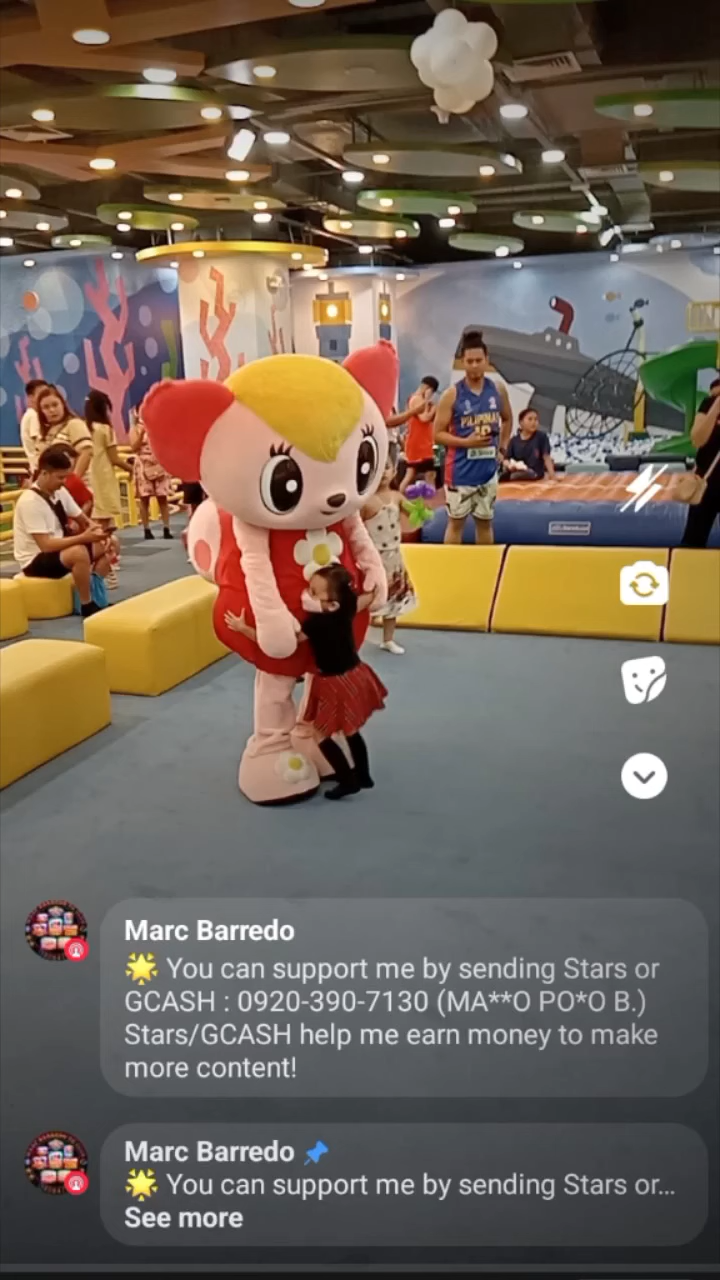 PILIPINAS
Marc Barredo
🌟 You can support me by sending Stars or
GCASH : 0920-390-7130 (MA**O PO*O B.)
Stars/GCASH help me earn money to make
more content!
Marc Barredo 📌
🌟 You can support me by sending Stars or...
See more